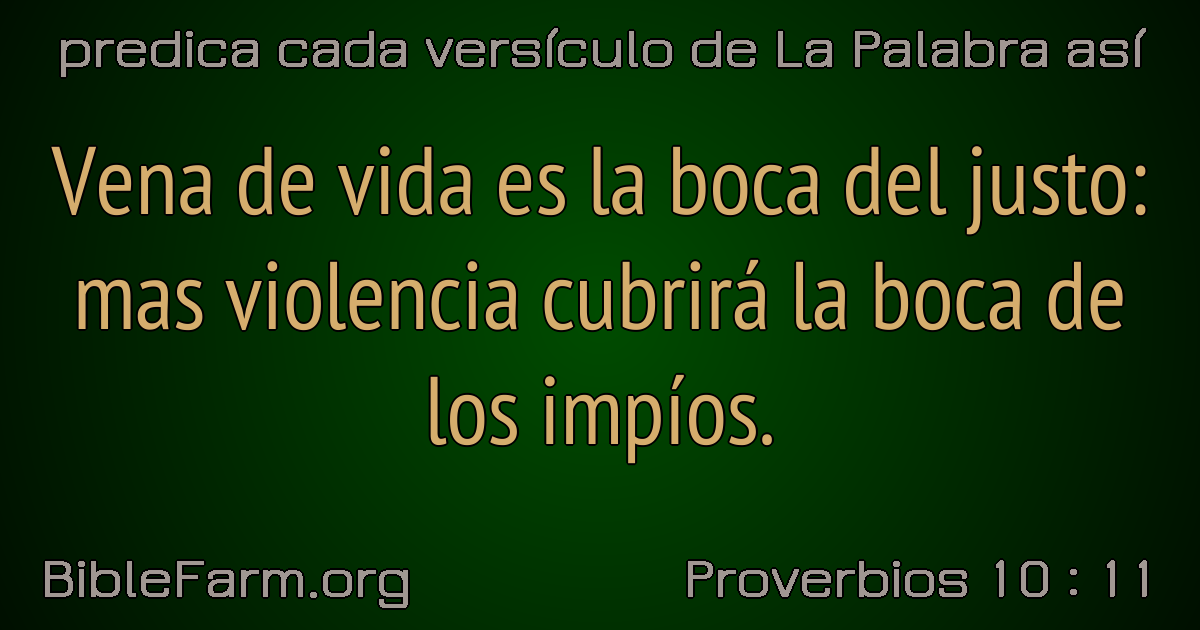 predica cada versículo de La Palabra así
Vena de vida es la boca del justo:
mas violencia cubrirá la boca de
los impíos.
BibleFarm.org
Proverbios 10 : 11